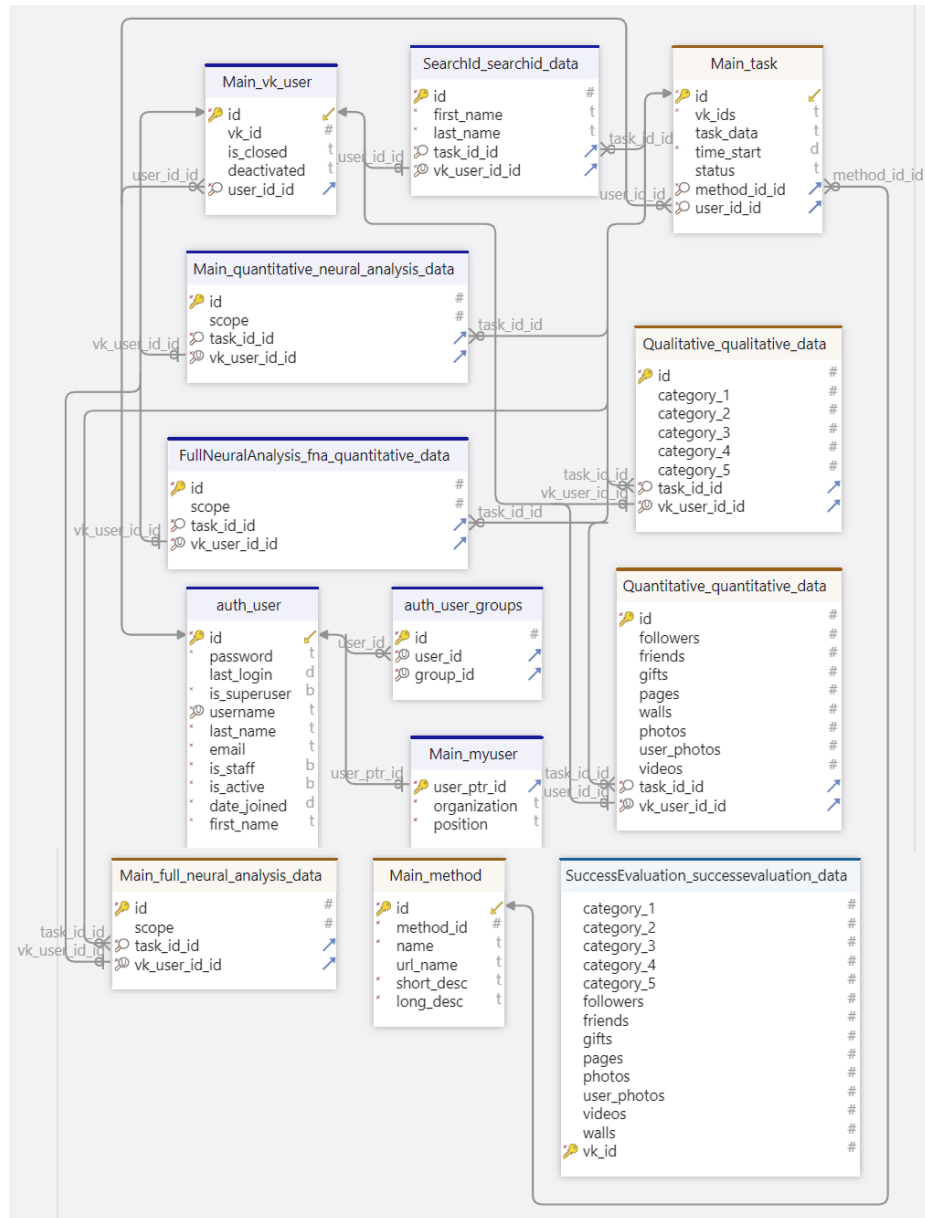 Main_vk_user
id
vk_id #
is_closed t
deactivated t
user_id_id
user_id_id
SearchId_searchid_data
id #
first_name t
last_name t
task_id_id
vk_user_id_id
user_id_id
task_id_id
Main_task
id
vk_ids t
task_data t
time_start d
status t
method_id_id
user_id_id
user_id_id
method_id_id
Main_quantitative_neural_analysis_data
id #
scope #
task_id_id
vk_user_id_id
vk_user_id_id
task_id_id
Qualitative_qualitative_data
id #
category_1 #
category_2 #
category_3 #
category_4 #
category_5 #
task_id_id
vk_user_id_id
task_id_id
vk_user_id_id
FullNeuralAnalysis_fna_quantitative_data
id #
scope #
task_id_id
vk_user_id_id
vk_user_id_id
task_id_id
auth_user
id
password t
last_login d
is_superuser b
username t
last_name t
email t
is_staff b
is_active b
date_joined d
first_name t
auth_user_groups
id #
user_id
group_id
user_id
Main_myuser
user_ptr_id
organization t
position t
user_ptr_id
Quantitative_quantitative_data
id #
followers #
friends #
gifts #
pages #
walls #
photos #
user_photos #
videos #
task_id_id
vk_user_id_id
task_id_id
user_id_id
Main_full_neural_analysis_data
id #
scope #
task_id_id
vk_user_id_id
task_id_id
vk_user_id_id
Main_method
id
method_id #
name t
url_name t
short_desc t
long_desc t
SuccessEvaluation_successevaluation_data
category_1 #
category_2 #
category_3 #
category_4 #
category_5 #
followers #
friends #
gifts #
pages #
photos #
user_photos #
videos #
walls #
vk_id #